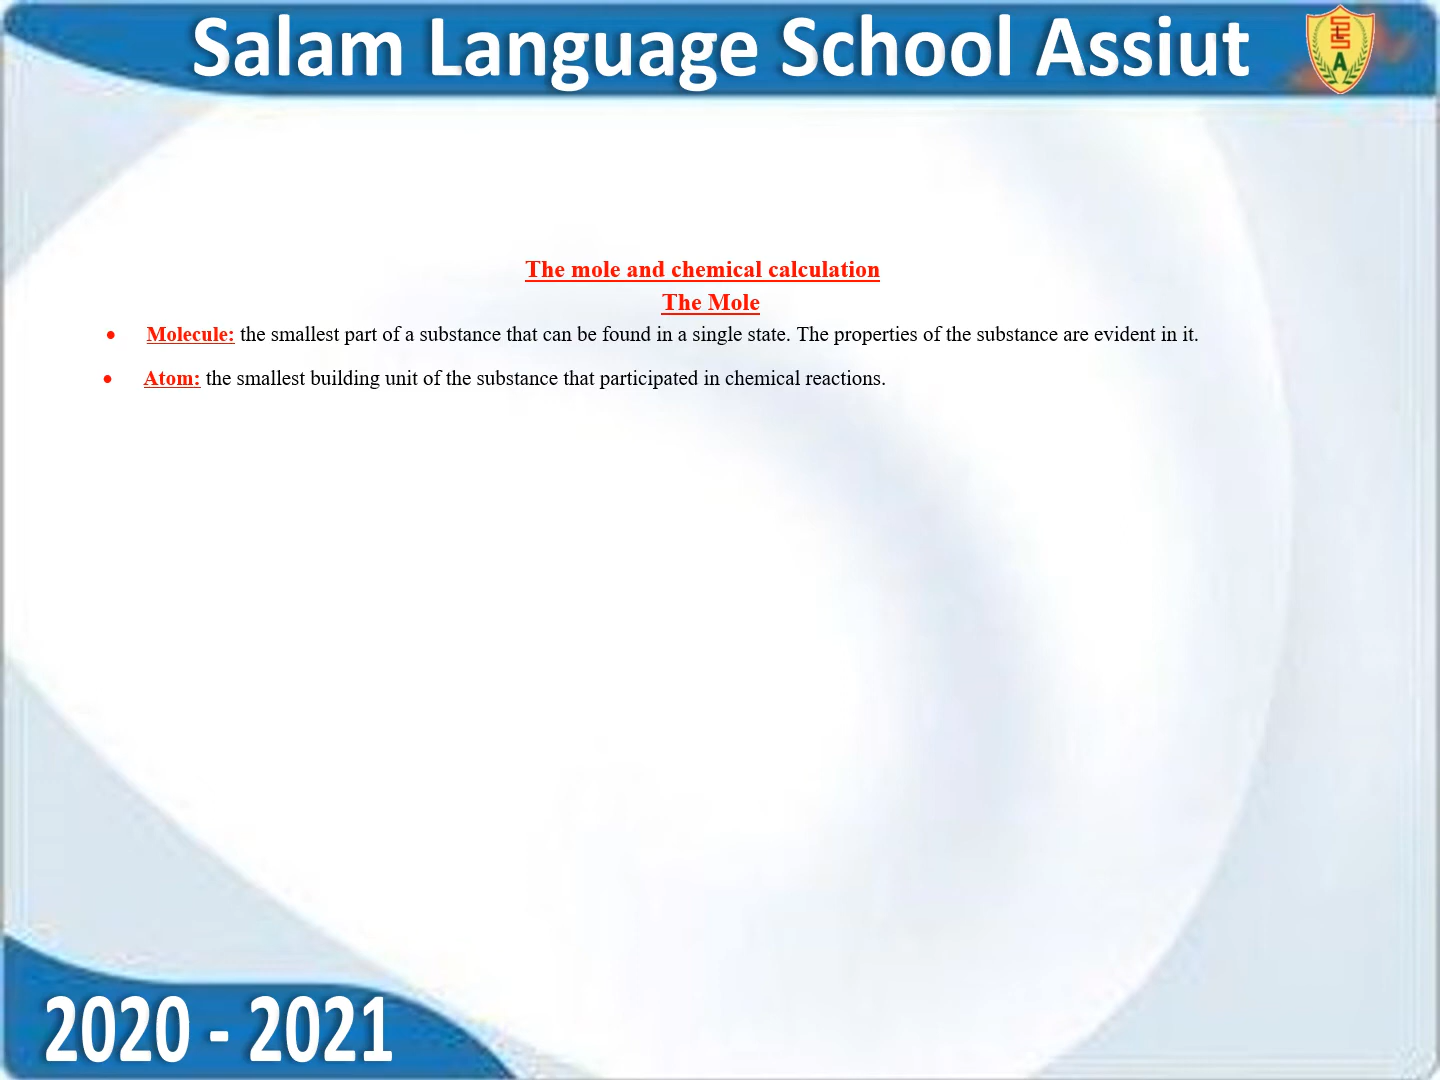 Salam Language School Assiut
The mole and chemical calculation
The Mole
• Molecule: the smallest part of a substance that can be found in a single state. The properties of the substance are evident in it.
• Atom: the smallest building unit of the substance that participated in chemical reactions.
2020 - 2021